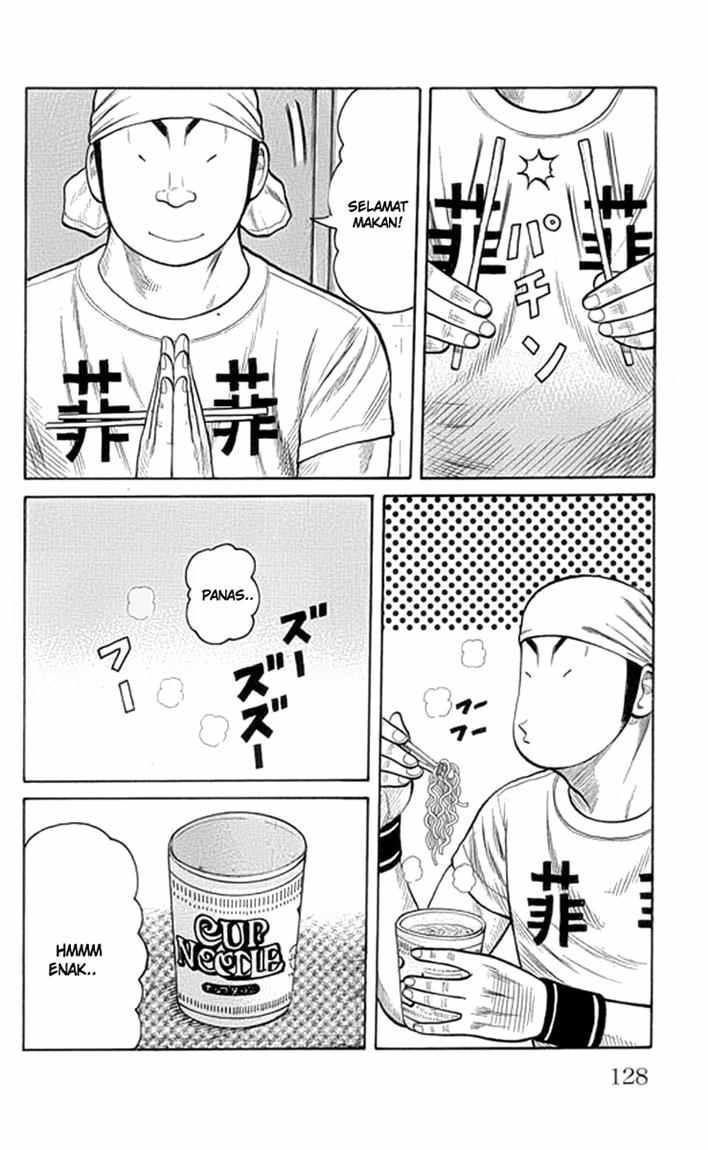 パチン
SELAMAT
MAKAN!
菲 菲
菲 菲
フーフー
ズー
ズズー
PANAS..
フー
菲
CUP
NOODLE
HMMM
ENAK..
128